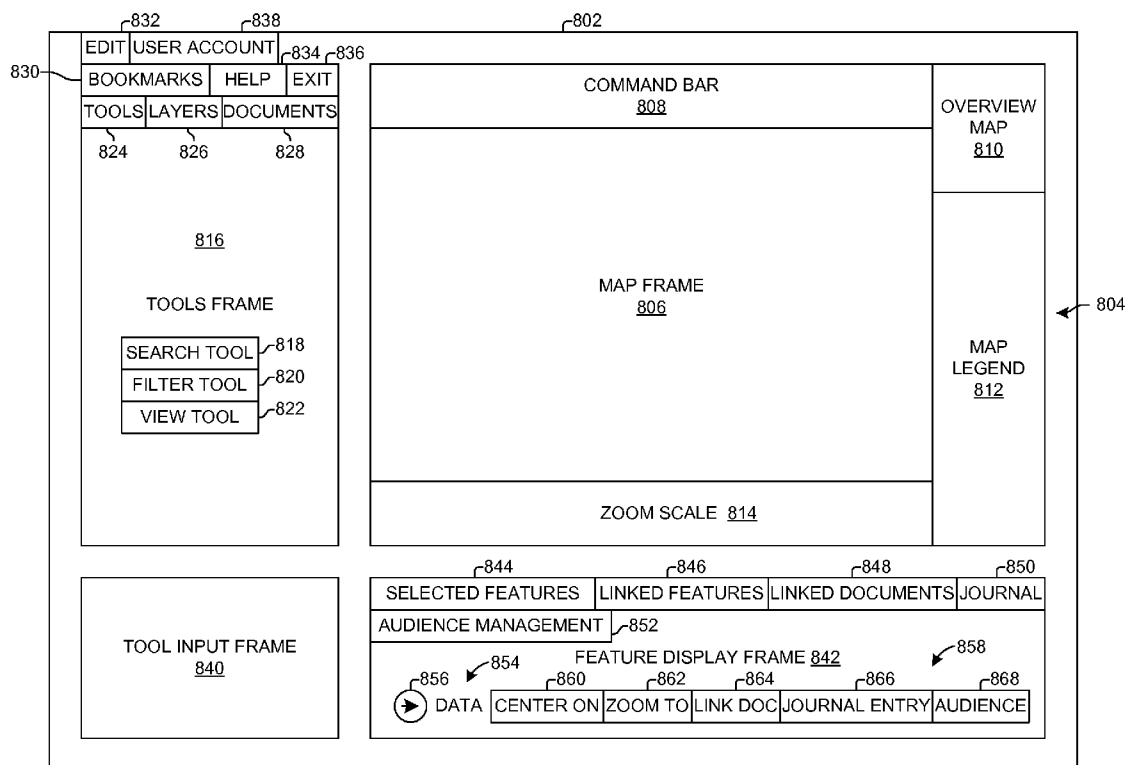 832 838 802
EDIT USER ACCOUNT
834 836
830 BOOKMARKS HELP EXIT
TOOLS LAYERS DOCUMENTS
824 826 828
816
TOOLS FRAME
SEARCH TOOL 818
FILTER TOOL 820
VIEW TOOL 822
COMMAND BAR
808
OVERVIEW
MAP
810
MAP FRAME
806
804
MAP
LEGEND
812
ZOOM SCALE 814
TOOL INPUT FRAME
840
844 846 848 850
SELECTED FEATURES LINKED FEATURES LINKED DOCUMENTS JOURNAL
AUDIENCE MANAGEMENT 852
FEATURE DISPLAY FRAME 842 858
854
856 860 862 864 866 868
DATA CENTER ON ZOOM TO LINK DOC JOURNAL ENTRY AUDIENCE